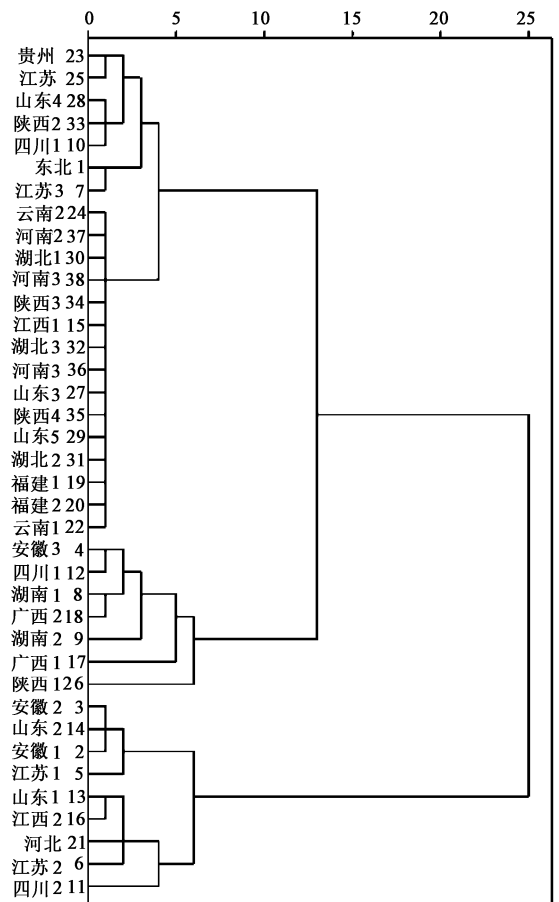 0 5 10 15 20 25
贵州 23
江苏 25
山东4 28
陕西2 33
四川1 10
东北 1
江苏3 7
云南2 24
河南2 37
湖北1 30
河南3 38
陕西3 34
江西1 15
湖北3 32
河南3 36
山东3 27
陕西4 35
山东5 29
湖北2 31
福建1 19
福建2 20
云南1 22
安徽3 4
四川1 12
湖南1 8
广西2 18
湖南2 9
广西1 17
陕西1 26
安徽2 3
山东2 14
安徽1 2
江苏1 5
山东1 13
江西2 16
河北 21
江苏2 6
四川2 11